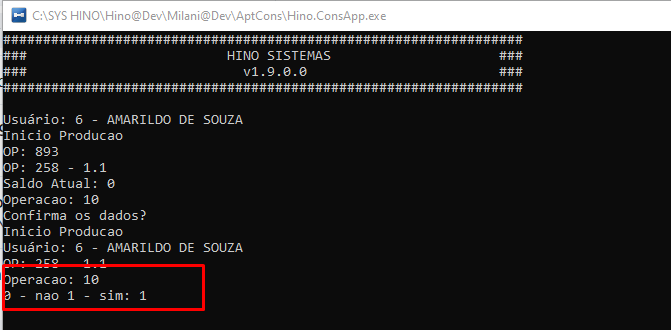 C:\SYS HINO\Hino@Dev\Milani@Dev\AptCons\Hino.ConsApp.exe
#################################################################
### HINO SISTEMAS ###
### v1.9.0.0 ###
#################################################################
Usuário: 6 - AMARILDO DE SOUZA
Inicio Producao
OP: 893
OP: 258 - 1.1
Saldo Atual: 0
Operacao: 10
Confirma os dados?
Inicio Producao
Usuário: 6 - AMARILDO DE SOUZA
OP: 258 - 1.1
Operacao: 10
0 - nao 1 - sim: 1